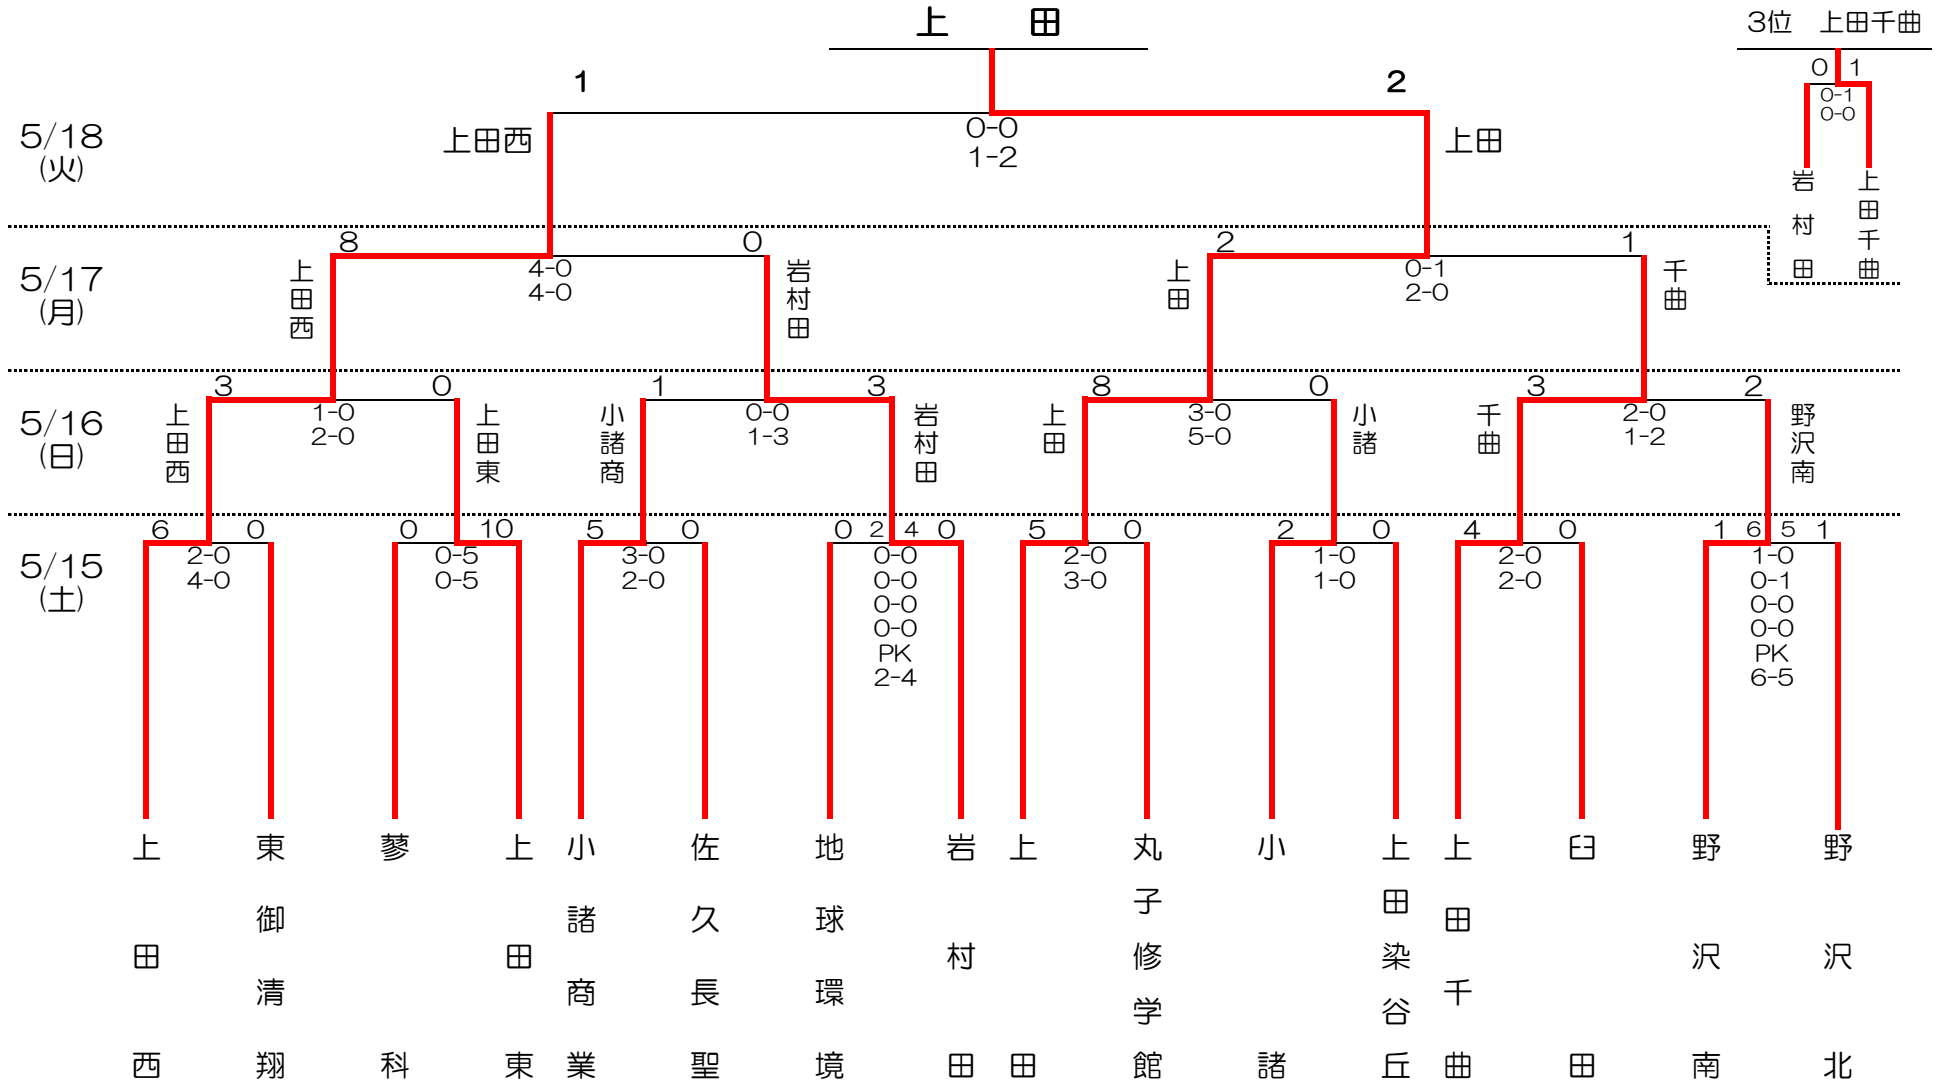 上　田
3位　上田千曲
1
2
0 1
0-1
0-0
岩村田
上田千曲
5/18
(火)
上田西
0-0
1-2
上田
5/17
(月)
8
0
上田西
4-0
4-0
岩村田
2
1
上田
0-1
2-0
千曲
5/16
(日)
3
0
上田西
1-0
2-0
上田東
1
3
小諸商
0-0
1-3
岩村田
8
0
上田
3-0
5-0
小諸
3
2
千曲
2-0
1-2
野沢南
5/15
(土)
6
0
2-0
4-0
0
10
0-5
0-5
5
0
3-0
2-0
0 2 4 0
0-0
0-0
0-0
0-0
PK
2-4
5
0
2-0
3-0
2
0
1-0
1-0
4
0
2-0
2-0
1 6 5 1
1-0
0-1
0-0
0-0
PK
6-5
上田西
東御清翔
蓼科
上田東
小諸商業
佐久長聖
地球環境
岩村田
上田
丸子修学館
小諸
上田染谷丘
上田千曲
臼田
野沢南
野沢北